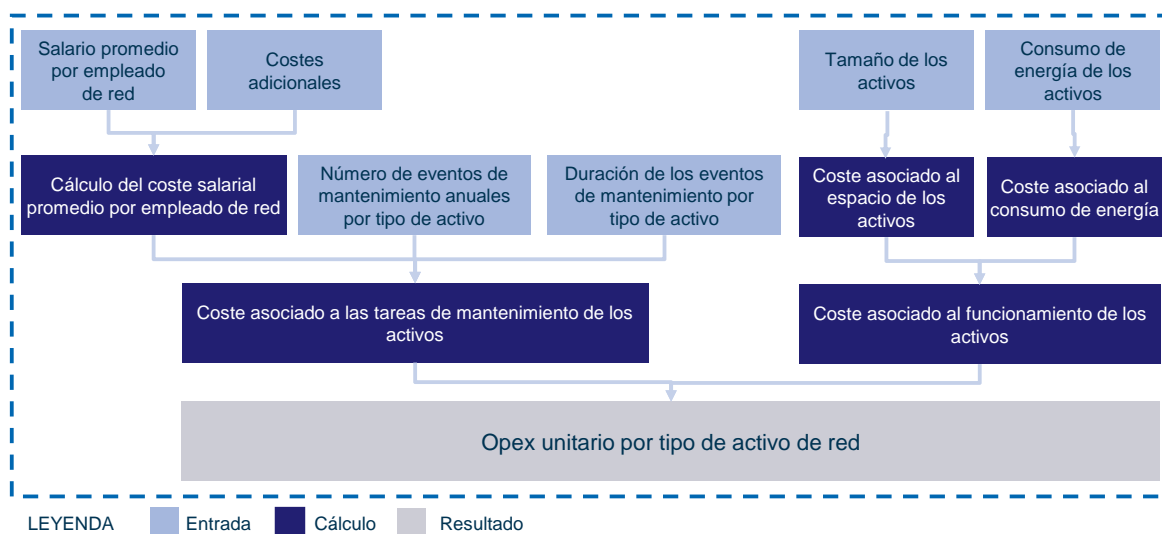 Salario promedio
por empleado
de red
Costes
adicionales
Tamaño de los
activos
Consumo de
energía de los
activos
Cálculo del coste salarial
promedio por empleado de red
Número de eventos de
mantenimiento anuales
por tipo de activo
Duración de los eventos
de mantenimiento por
tipo de activo
Coste asociado al
espacio de los
activos
Coste asociado al
consumo de energía
Coste asociado a las tareas de mantenimiento de los
activos
Coste asociado al funcionamiento de los
activos
Opex unitario por tipo de activo de red
LEYENDA
Entrada
Cálculo
Resultado